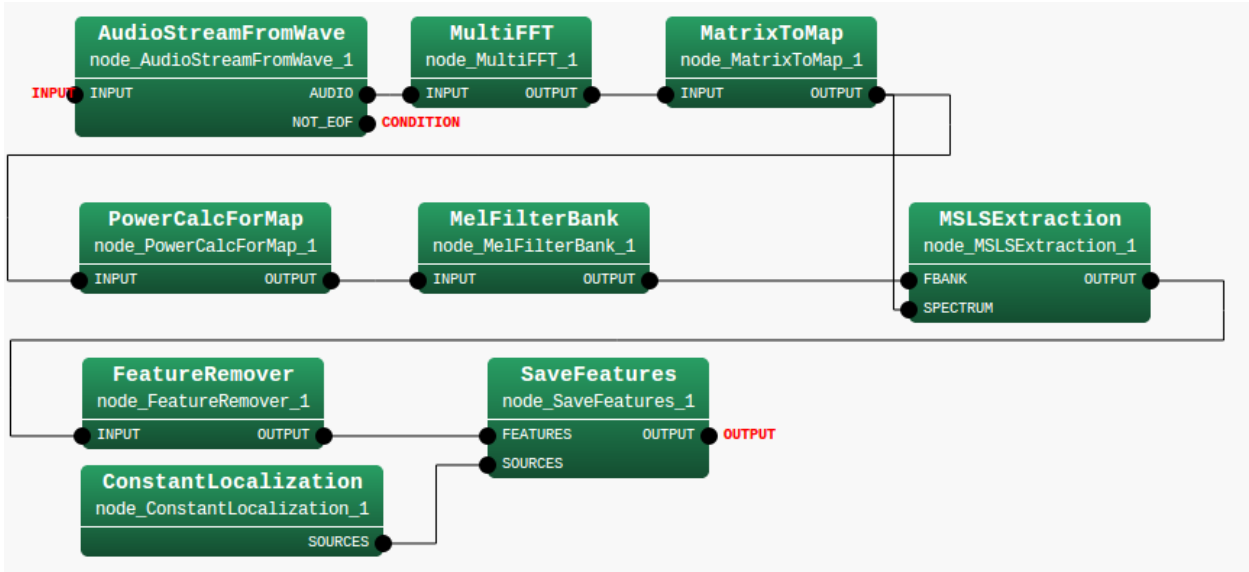 AudioStreamFromWave
node_AudioStreamFromWave_1
INPUT INPUT AUDIO
NOT_EOF CONDITION
MultiFFT
node_MultiFFT_1
INPUT OUTPUT
MatrixToMap
node_MatrixToMap_1
INPUT OUTPUT
PowerCalcForMap
node_PowerCalcForMap_1
INPUT OUTPUT
MelFilterBank
node_MelFilterBank_1
INPUT OUTPUT
MSLSExtraction
node_MSLSExtraction_1
FBANK OUTPUT
SPECTRUM
FeatureRemover
node_FeatureRemover_1
INPUT OUTPUT
SaveFeatures
node_SaveFeatures_1
FEATURES OUTPUT OUTPUT
SOURCES
ConstantLocalization
node_ConstantLocalization_1
SOURCES